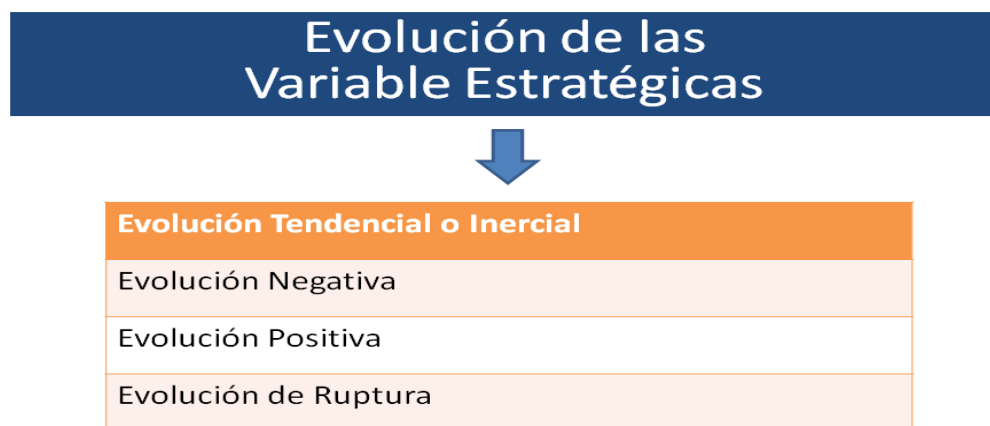 Evolución de las
Variable Estratégicas
Evolución Tendencial o Inercial
Evolución Negativa
Evolución Positiva
Evolución de Ruptura